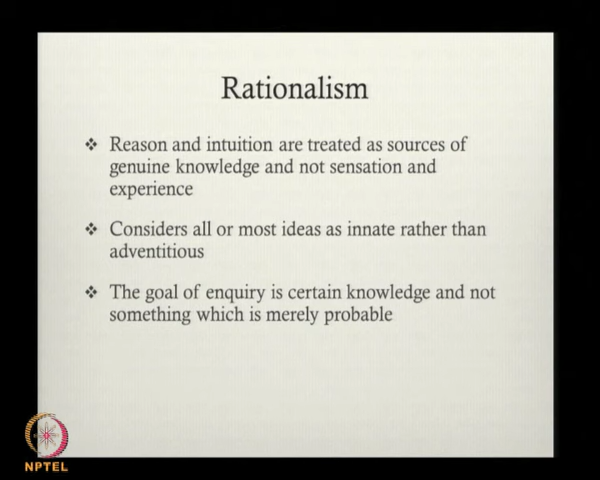 Rationalism
❖ Reason and intuition are treated as sources of
genuine knowledge and not sensation and
experience
❖ Considers all or most ideas as innate rather than
adventitious
❖ The goal of enquiry is certain knowledge and not
something which is merely probable
NPTEL